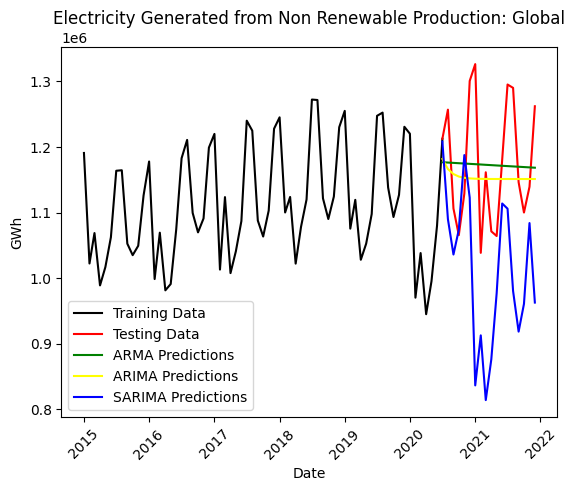 Electricity Generated from Non Renewable Production: Global
1e6
1.3
1.2
1.1
1.0
0.9
0.8
GWh
Training Data
Testing Data
ARMA Predictions
ARIMA Predictions
SARIMA Predictions
2015
2016
2017
2018
2019
2020
2021
2022
Date